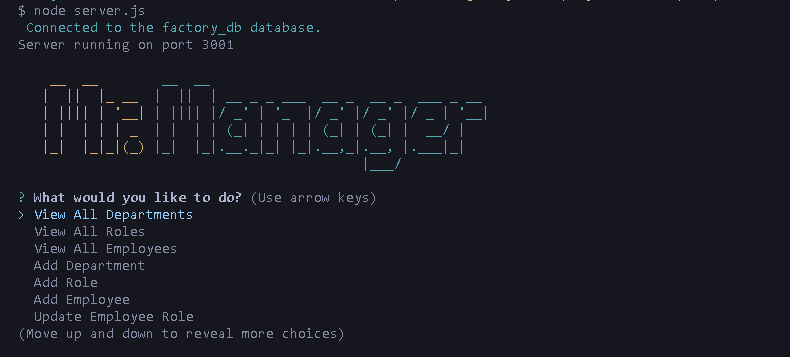 $ node server.js
Connected to the factory_db database.
Server running on port 3001
Mr. Manager
? What would you like to do? (Use arrow keys)
> View All Departments
View All Roles
View All Employees
Add Department
Add Role
Add Employee
Update Employee Role
(Move up and down to reveal more choices)